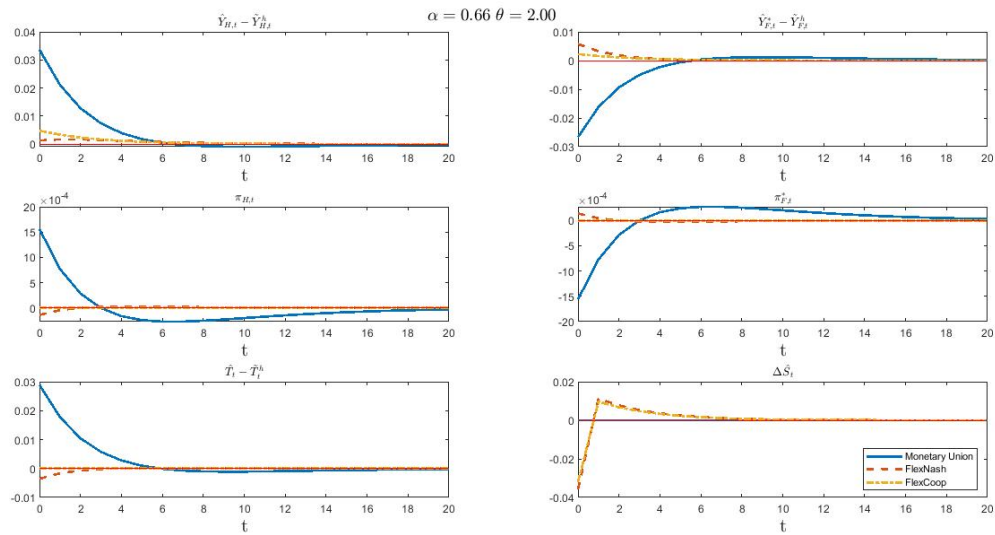 α = 0.66 θ = 2.00
Ŷ_{H,t} − Ỹ^h_{H,t}
0.04
0.03
0.02
0.01
0
-0.01
0 2 4 6 8 10 12 14 16 18 20
t
Ŷ^*_{F,t} − Ỹ^h_{F,t}
0.01
0
-0.01
-0.02
-0.03
0 2 4 6 8 10 12 14 16 18 20
t
π_{H,t}
×10^{-4}
20
15
10
5
0
0 2 4 6 8 10 12 14 16 18 20
t
π^*_{F,t}
×10^{-4}
0
-5
-10
-15
-20
0 2 4 6 8 10 12 14 16 18 20
t
T̂_t − T̃^h_t
0.03
0.02
0.01
0
-0.01
0 2 4 6 8 10 12 14 16 18 20
t
ΔŜ_t
0.02
0
-0.02
-0.04
0 2 4 6 8 10 12 14 16 18 20
t
Monetary Union
FlexNash
FlexCoop